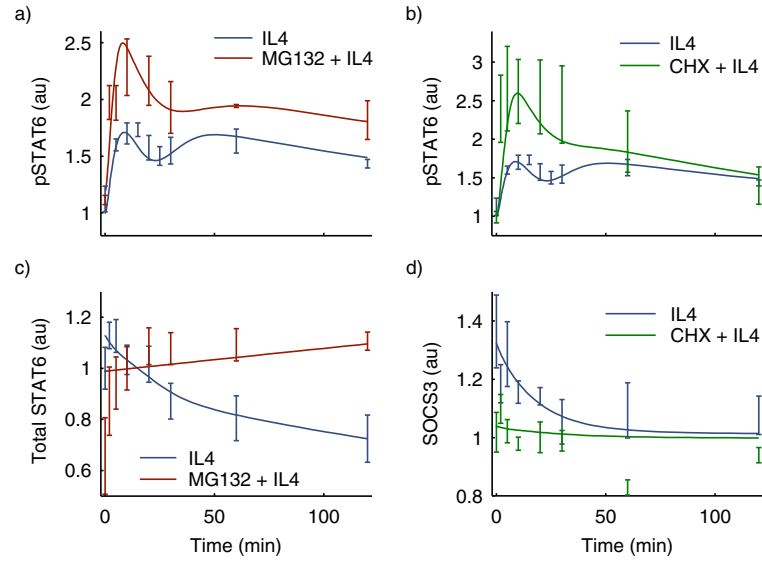 a)
pSTAT6 (au)
2.5
2
1.5
1
IL4
MG132 + IL4
b)
pSTAT6 (au)
3
2.5
2
1.5
1
IL4
CHX + IL4
c)
Total STAT6 (au)
1.2
1
0.8
0.6
IL4
MG132 + IL4
0
50
100
Time (min)
d)
SOCS3 (au)
1.4
1.2
1
0.8
IL4
CHX + IL4
0
50
100
Time (min)